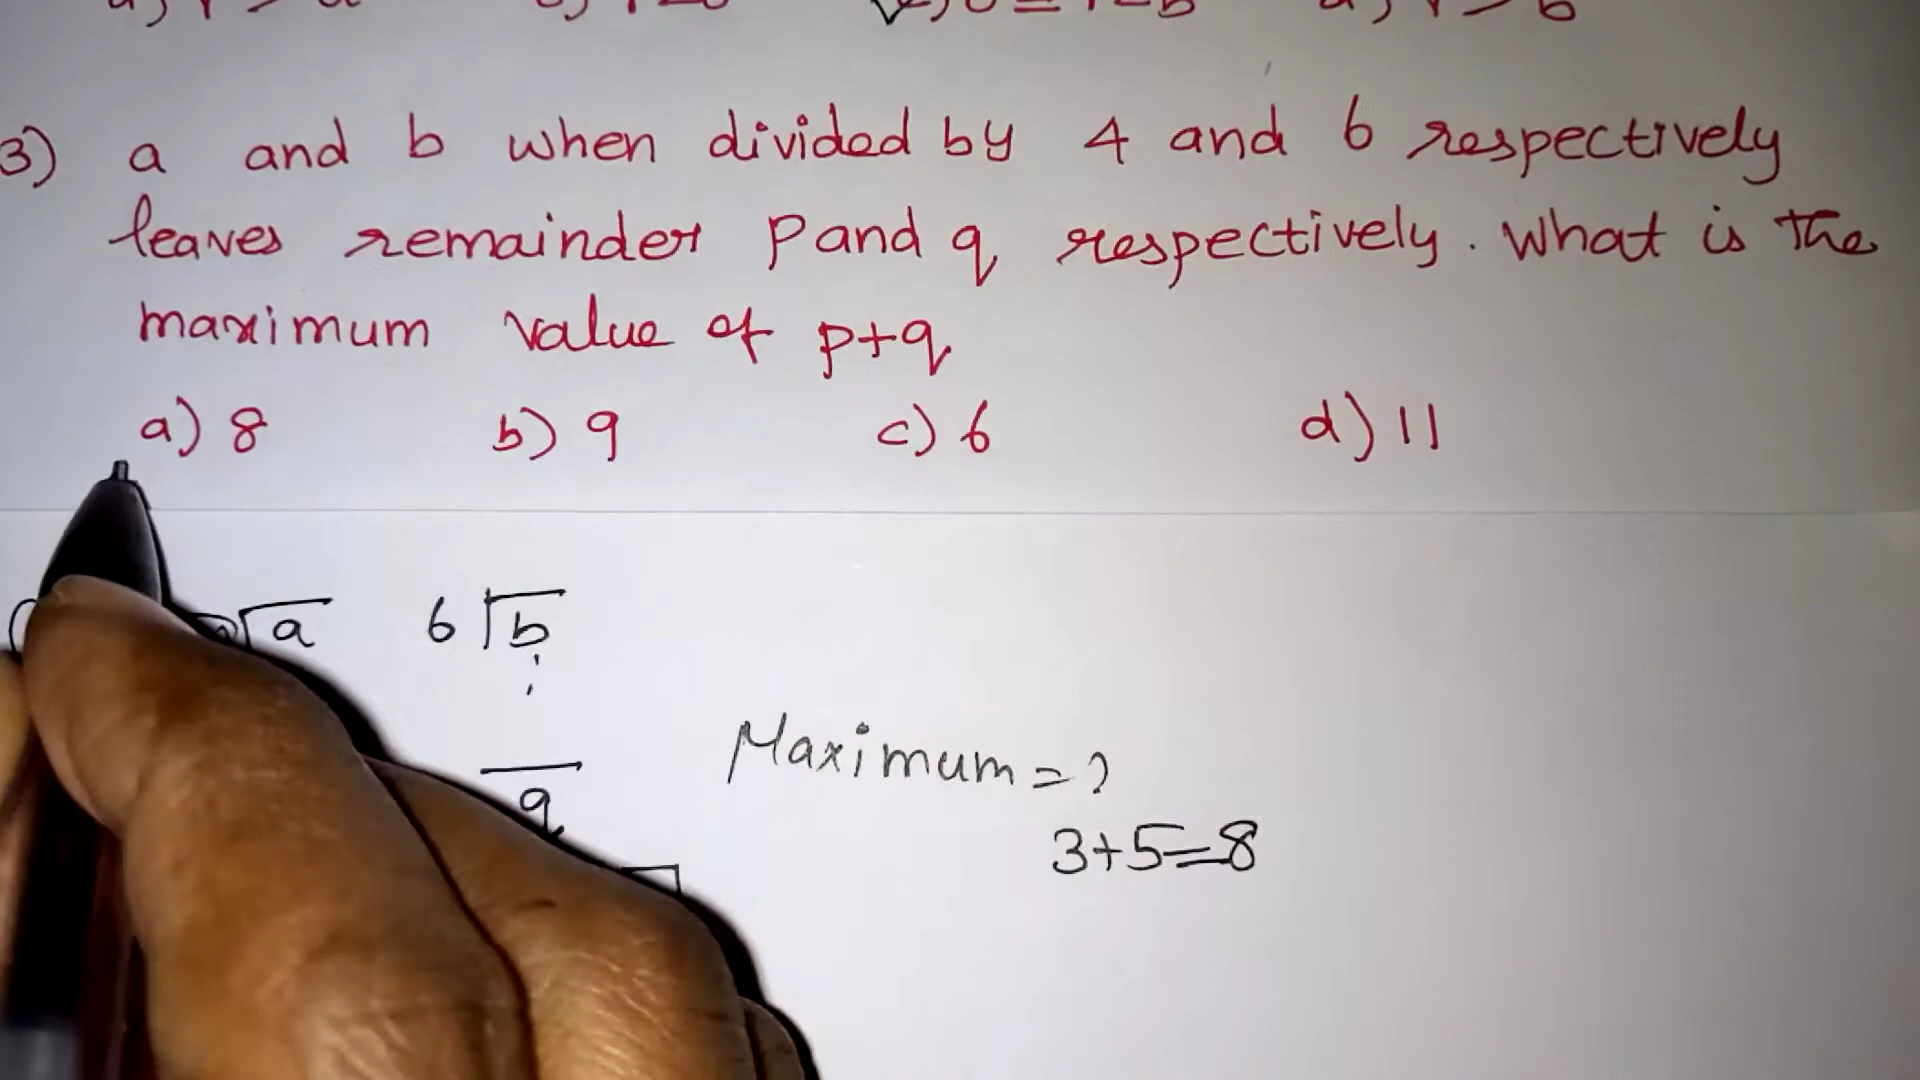 3) a and b when divided by 4 and 6 respectively
leaves remainder p and q respectively. What is the
maximum value of p+q
a) 8 b) 9 c) 6 d) 11
a 6 b
Maximum = ?
q
3+5=8